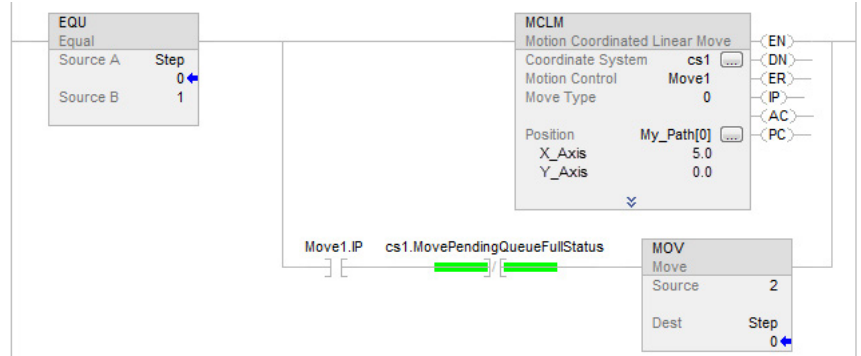 EQU
Equal
Source A Step
0
Source B 1
MCLM
Motion Coordinated Linear Move
Coordinate System cs1 ...
Motion Control Move1
Move Type 0
Position My_Path[0] ...
X_Axis 5.0
Y_Axis 0.0
EN
DN
ER
IP
AC
PC
Move1.IP cs1.MovePendingQueueFullStatus
MOV
Move
Source 2
Dest Step
0